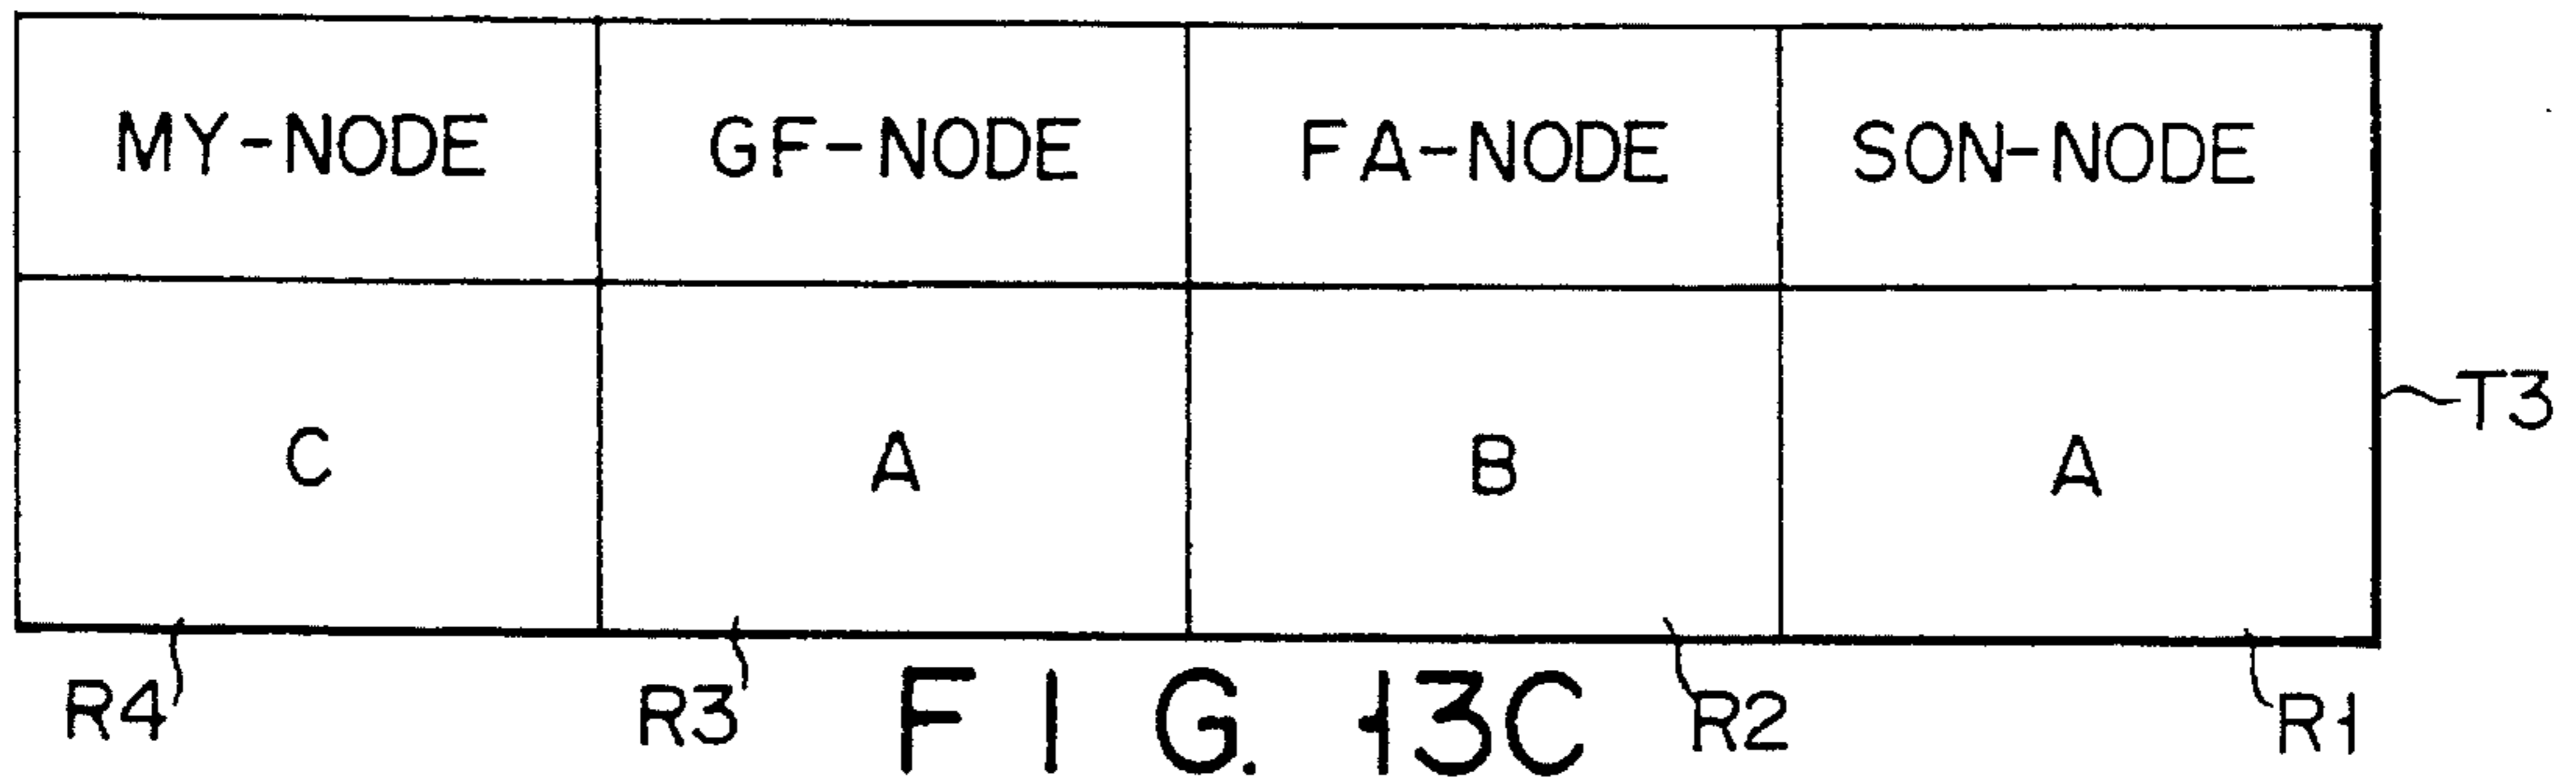 MY-NODE GF-NODE FA-NODE SON-NODE
C A B A
T3
R4 R3 R2 R1
FIG. 13C